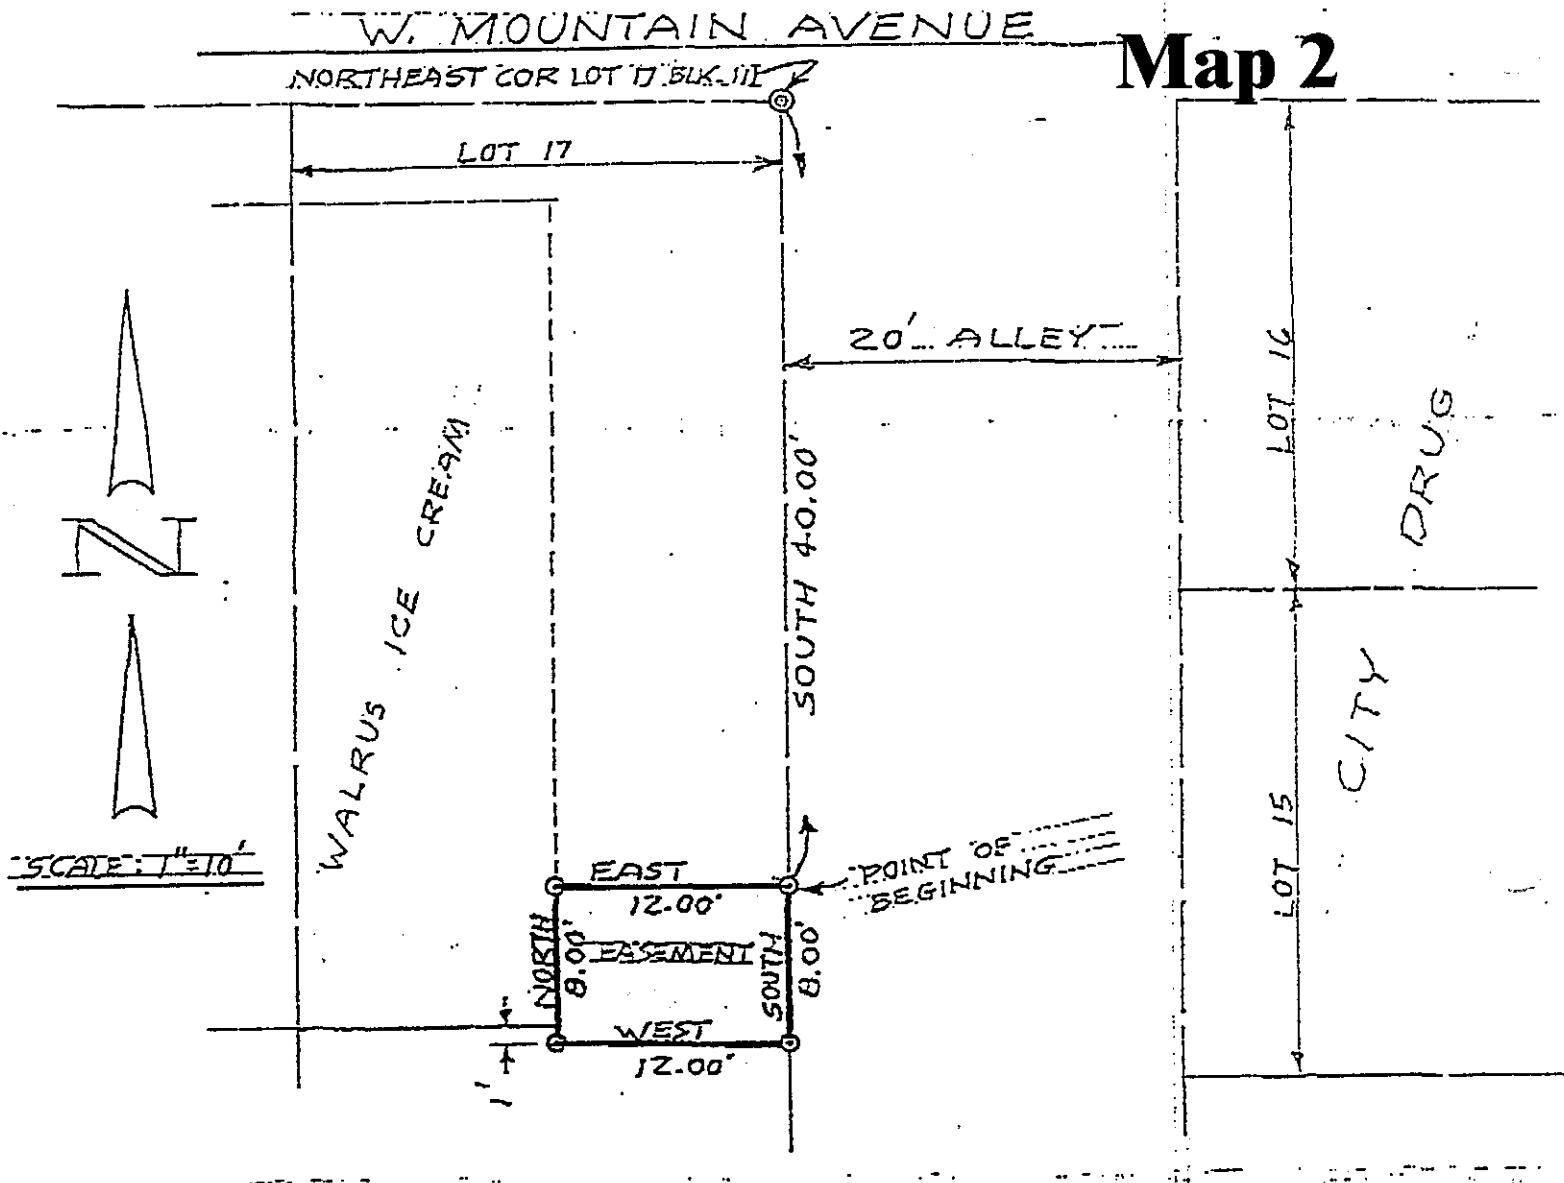 W. MOUNTAIN AVENUE
Map 2
NORTHEAST COR LOT 17 BLK. 111
LOT 17
20' ALLEY
LOT 16
DRUG
WALRUS ICE CREAM
SOUTH 40.00'
N
CITY
LOT 15
SCALE: 1"=10'
POINT OF
BEGINNING
EAST
12.00'
NORTH
8.00'
EASEMENT
SOUTH
8.00'
WEST
12.00'
1'